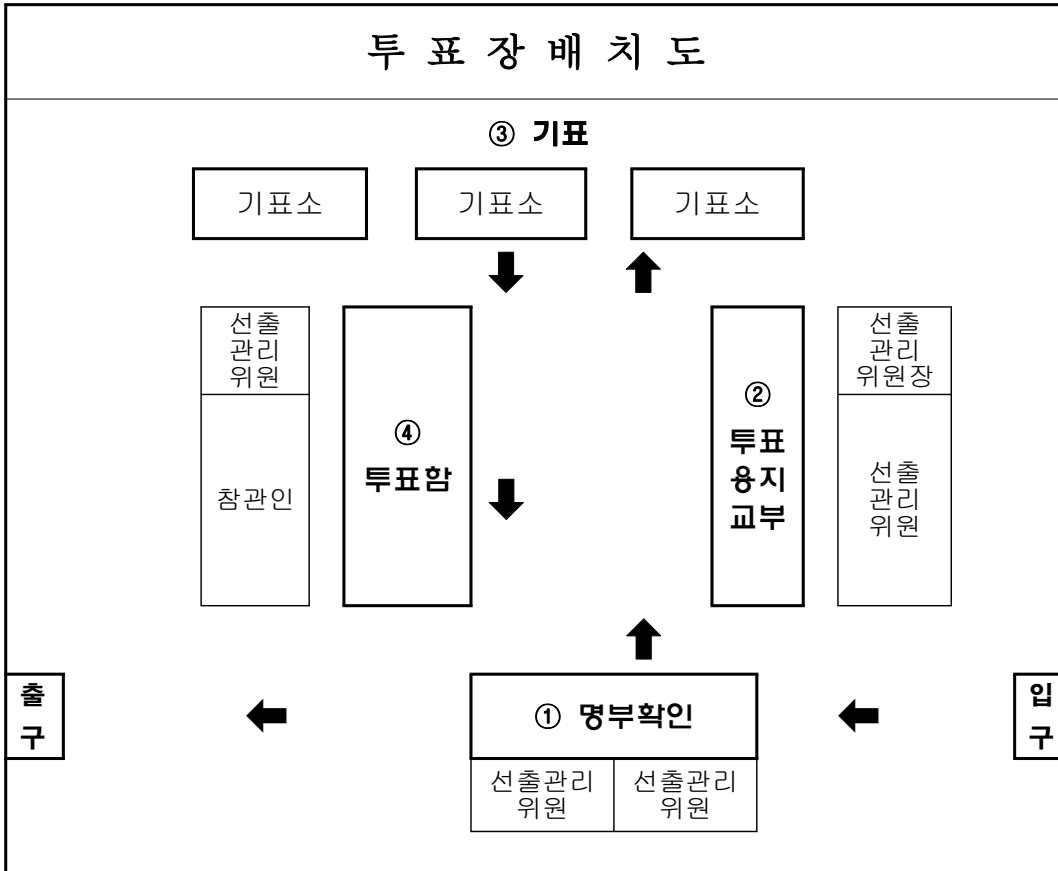 투 표 장 배 치 도
③ 기표
기표소
기표소
기표소
선출
관리
위원
참관인
④
투표함
②
투표
용지
교부
선출
관리
위원장
선출
관리
위원
출
구
① 명부확인
입
구
선출관리
위원
선출관리
위원